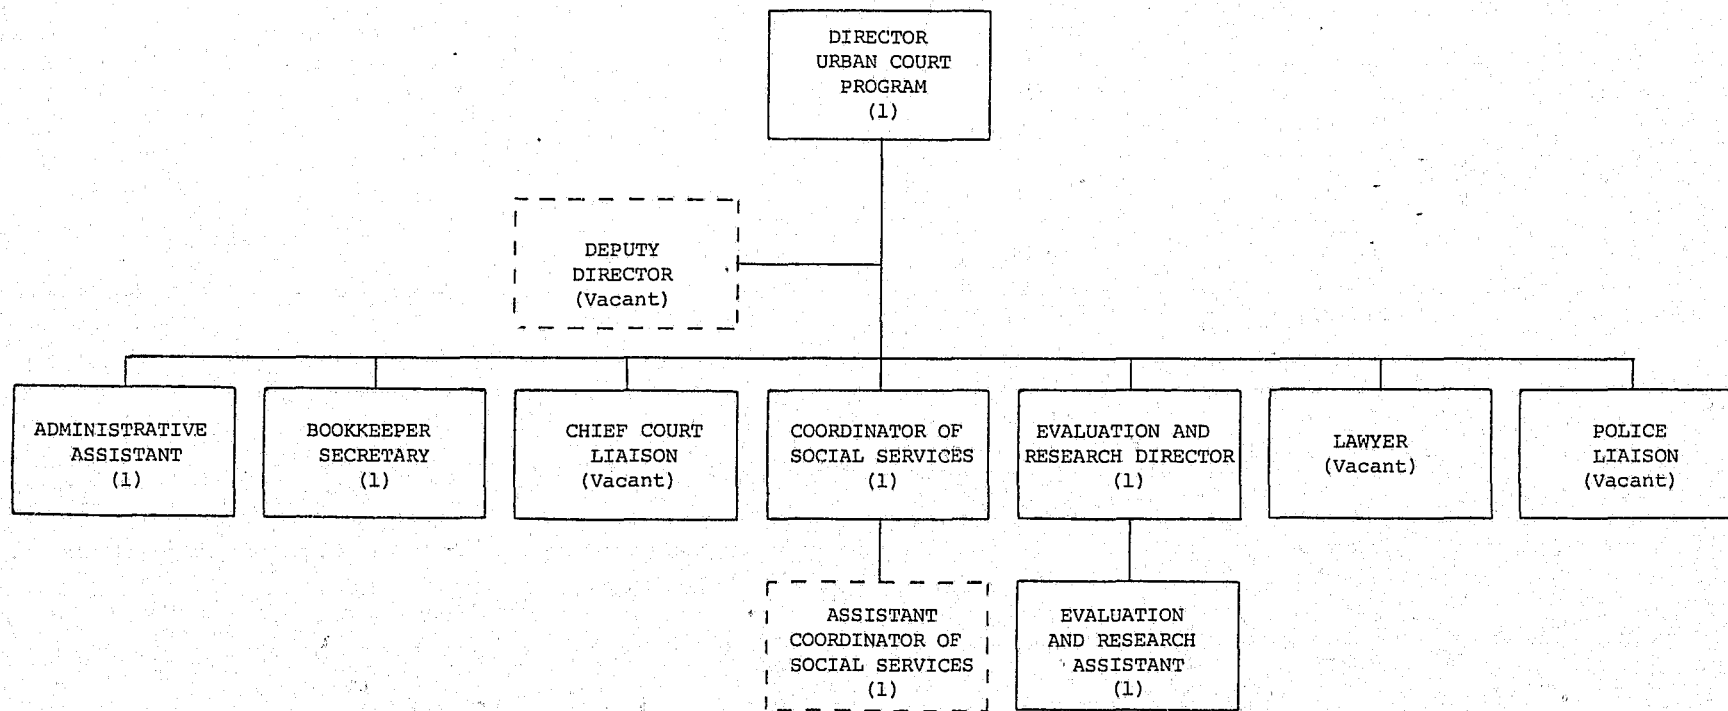 DIRECTOR
URBAN COURT
PROGRAM
(1)
DEPUTY
DIRECTOR
(Vacant)
ADMINISTRATIVE
ASSISTANT
(1)
BOOKKEEPER
SECRETARY
(1)
CHIEF COURT
LIAISON
(Vacant)
COORDINATOR OF
SOCIAL SERVICES
(1)
EVALUATION AND
RESEARCH DIRECTOR
(1)
LAWYER
(Vacant)
POLICE
LIAISON
(Vacant)
ASSISTANT
COORDINATOR OF
SOCIAL SERVICES
(1)
EVALUATION
AND RESEARCH
ASSISTANT
(1)